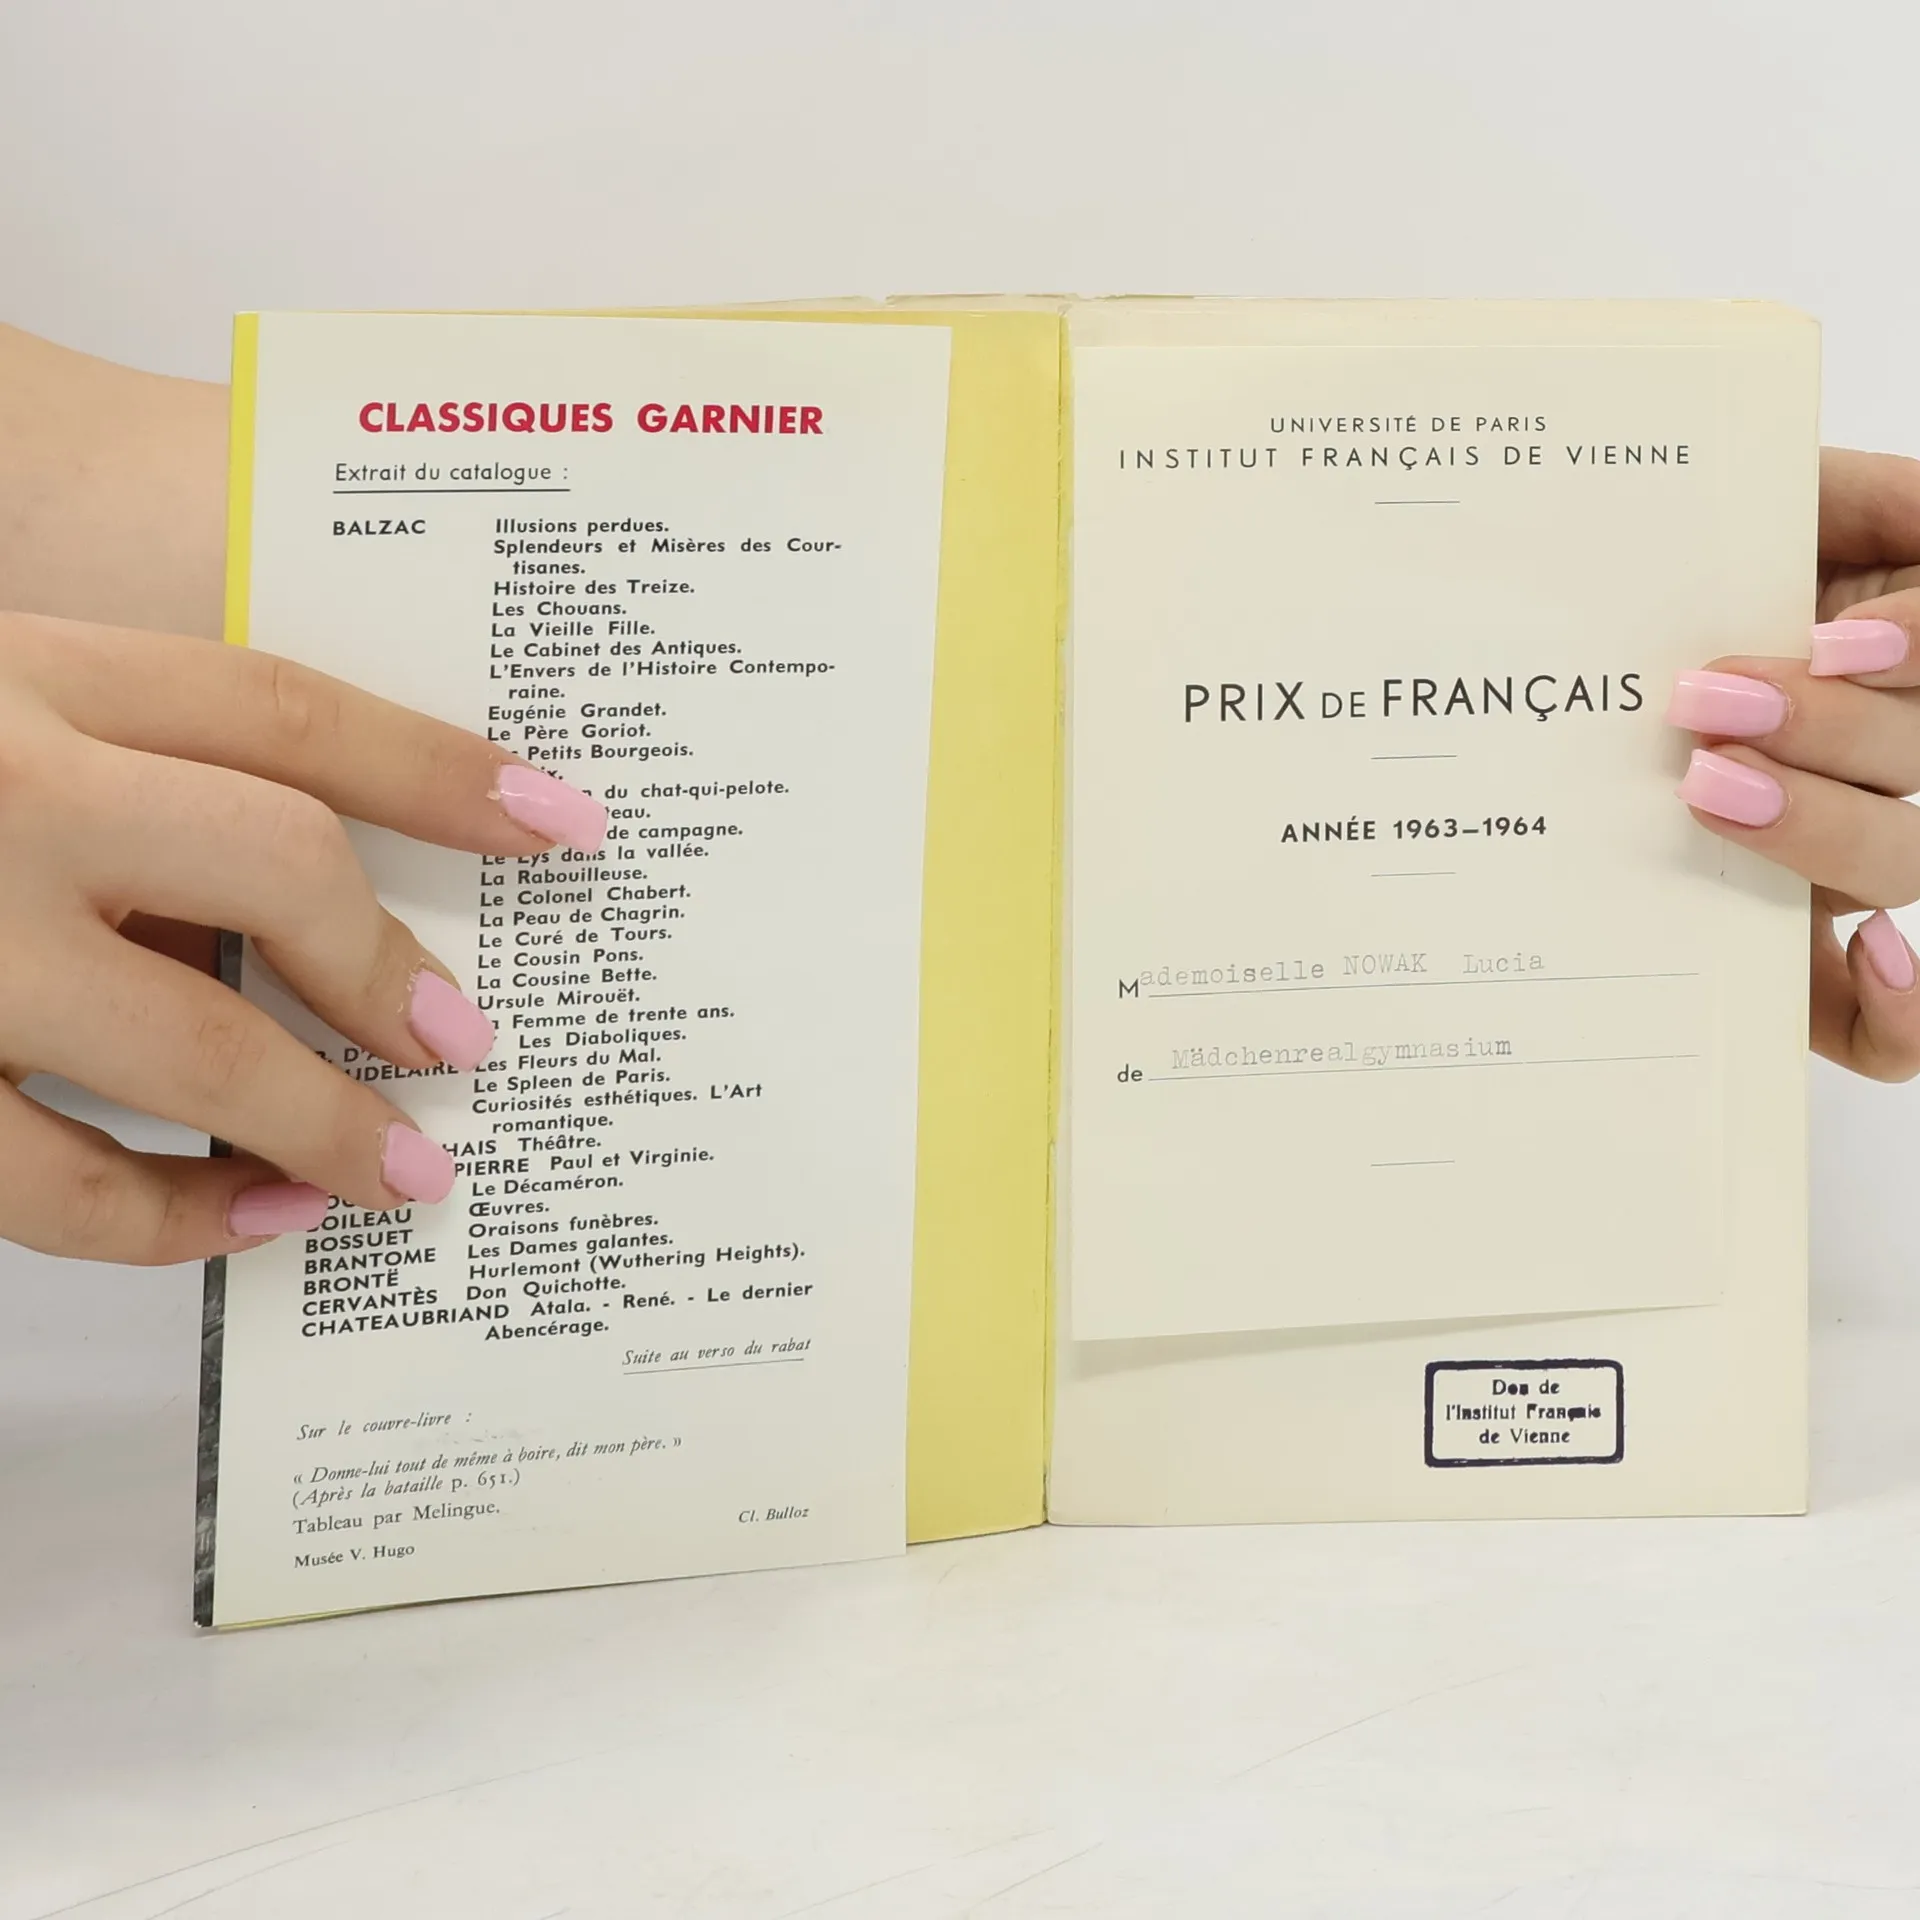 CLASSIQUES GARNIER
Extrait du catalogue :
BALZAC Illusions perdues.
Splendeurs et Misères des Cour-
tisanes.
Histoire des Treize.
Les Chouans.
La Vieille Fille.
Le Cabinet des Antiques.
L'Envers de l'Histoire Contempo-
raine.
Eugénie Grandet.
Le Père Goriot.
Petits Bourgeois.
du chat-qui-pelote.
de campagne.
Le Lys dans la vallée.
La Rabouilleuse.
Le Colonel Chabert.
La Peau de Chagrin.
Le Curé de Tours.
Le Cousin Pons.
La Cousine Bette.
Ursule Mirouët.
Femme de trente ans.
Les Diaboliques.
Les Fleurs du Mal.
Le Spleen de Paris.
Curiosités esthétiques. L'Art
romantique.
Théâtre.
PIERRE Paul et Virginie.
Le Décaméron.
BOILEAU Œuvres.
BOSSUET Oraisons funèbres.
BRANTOME Les Dames galantes.
BRONTË Hurlemont (Wuthering Heights).
CERVANTÈS Don Quichotte.
CHATEAUBRIAND Atala. - René. - Le dernier
Abencérage.
Suite au verso du rabat
Sur le couvre-livre :
« Donne-lui tout de même à boire, dit mon père. »
(Après la bataille p. 651.)
Tableau par Melingue.
Cl. Bulloz
Musée V. Hugo
UNIVERSITÉ DE PARIS
INSTITUT FRANÇAIS DE VIENNE
PRIX DE FRANÇAIS
ANNÉE 1963–1964
Mademoiselle NOWAK Lucia
de Mädchenrealgymnasium
Don de
l'Institut Français
de Vienne